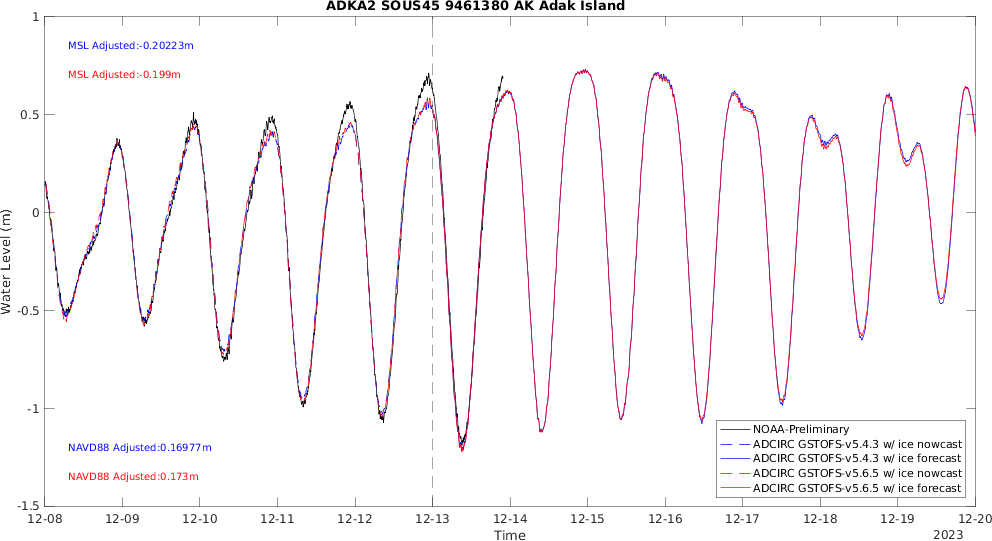 ADKA2 SOUS45 9461380 AK Adak Island
1
0.5
0
-0.5
-1
-1.5
Water Level (m)
MSL Adjusted:-0.20223m
MSL Adjusted:-0.199m
NAVD88 Adjusted:0.16977m
NAVD88 Adjusted:0.173m
NOAA-Preliminary
ADCIRC GSTOFS-v5.4.3 w/ ice nowcast
ADCIRC GSTOFS-v5.4.3 w/ ice forecast
ADCIRC GSTOFS-v5.6.5 w/ ice nowcast
ADCIRC GSTOFS-v5.6.5 w/ ice forecast
12-08 12-09 12-10 12-11 12-12 12-13 12-14 12-15 12-16 12-17 12-18 12-19 12-20
Time
2023